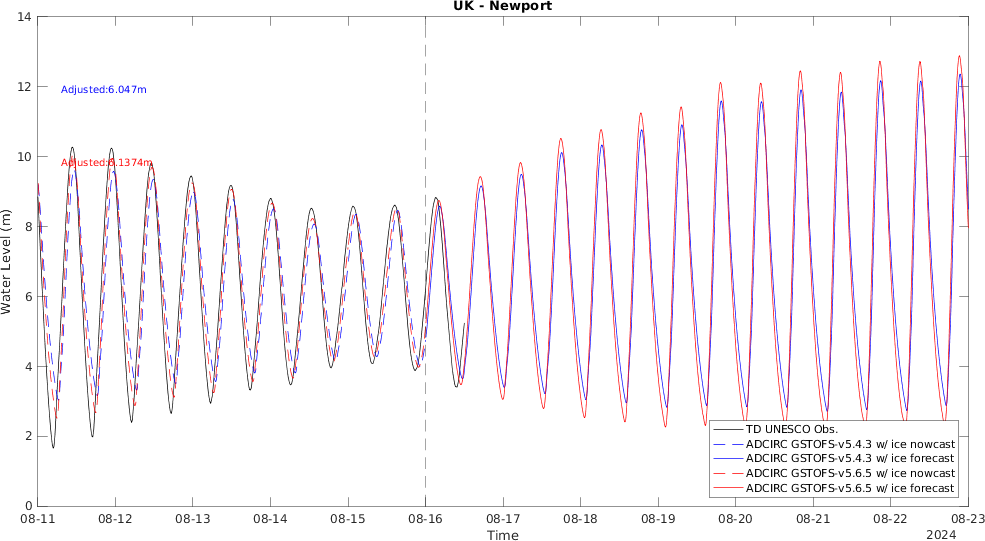 UK - Newport
14
12
10
8
6
4
2
0
Water Level (m)
Adjusted:6.047m
Adjusted:6.1374m
TD UNESCO Obs.
ADCIRC GSTOFS-v5.4.3 w/ ice nowcast
ADCIRC GSTOFS-v5.4.3 w/ ice forecast
ADCIRC GSTOFS-v5.6.5 w/ ice nowcast
ADCIRC GSTOFS-v5.6.5 w/ ice forecast
08-11 08-12 08-13 08-14 08-15 08-16 08-17 08-18 08-19 08-20 08-21 08-22 08-23
Time
2024